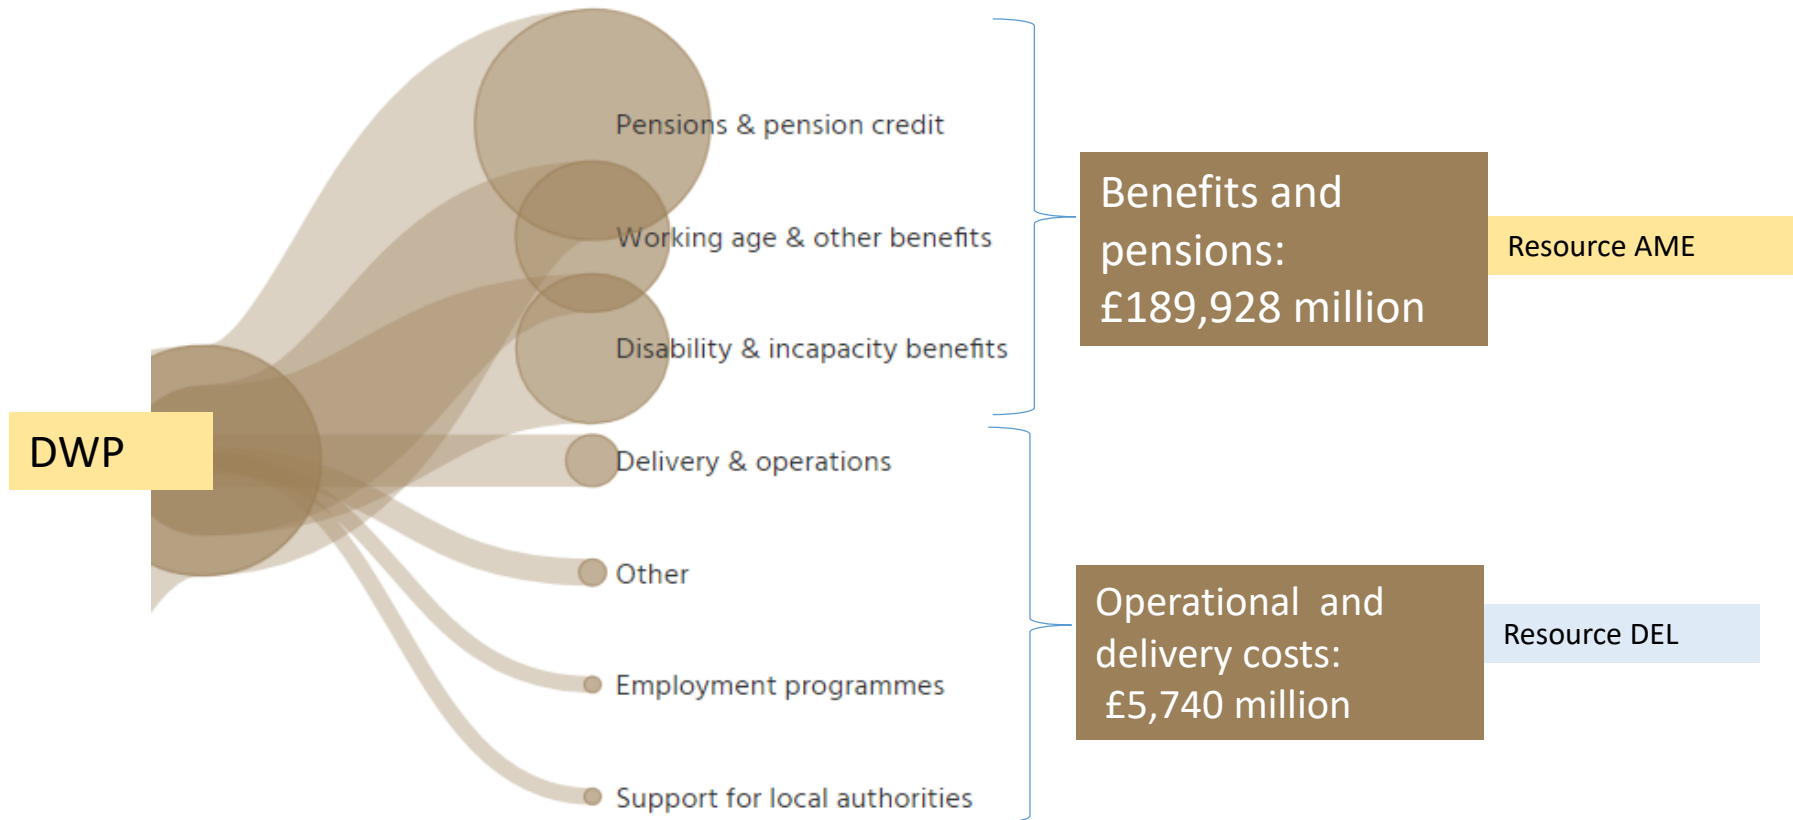 DWP
Pensions & pension credit
Working age & other benefits
Disability & incapacity benefits
Delivery & operations
Other
Employment programmes
Support for local authorities
Benefits and
pensions:
£189,928 million
Resource AME
Operational  and
delivery costs:
£5,740 million
Resource DEL